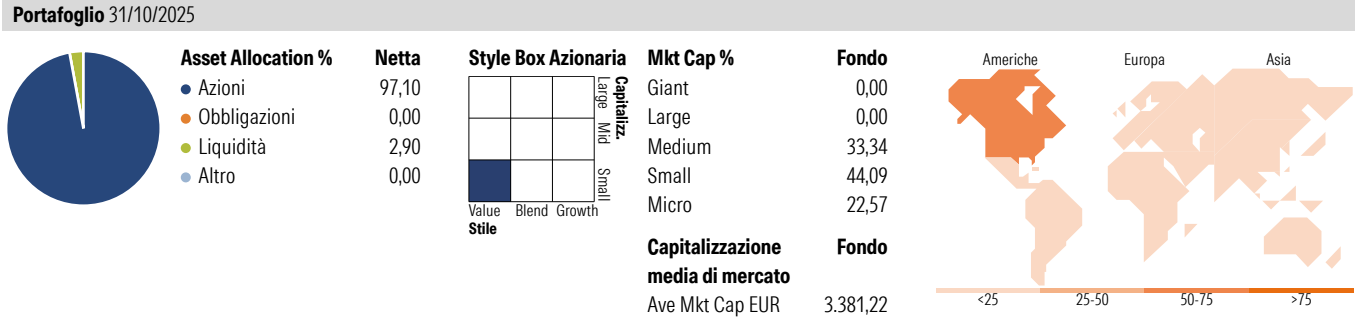 Portafoglio 31/10/2025
Asset Allocation % Netta
Azioni 97,10
Obbligazioni 0,00
Liquidità 2,90
Altro 0,00
Style Box Azionaria
Capitalizz.
Large Mid Small
Value Blend Growth
Stile
Mkt Cap % Fondo
Giant 0,00
Large 0,00
Medium 33,34
Small 44,09
Micro 22,57
Capitalizzazione Fondo
media di mercato
Ave Mkt Cap EUR 3.381,22
Americhe Europa Asia
<25 25-50 50-75 >75